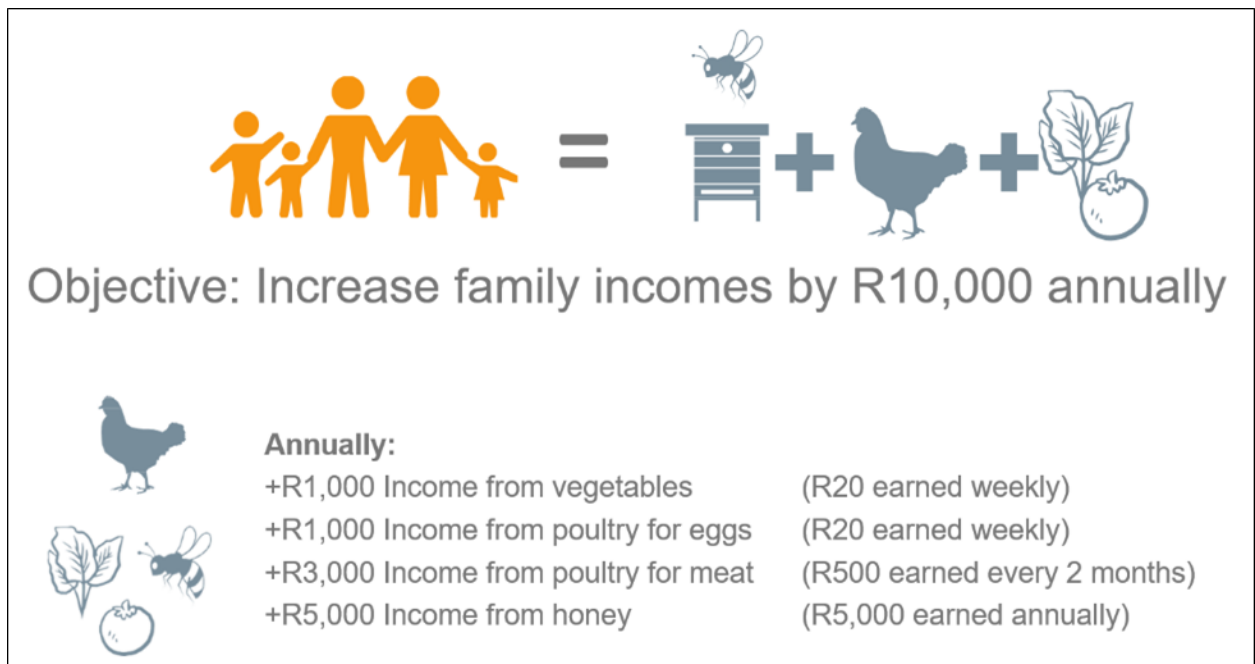 Objective: Increase family incomes by R10,000 annually
Annually:
+R1,000 Income from vegetables (R20 earned weekly)
+R1,000 Income from poultry for eggs (R20 earned weekly)
+R3,000 Income from poultry for meat (R500 earned every 2 months)
+R5,000 Income from honey (R5,000 earned annually)